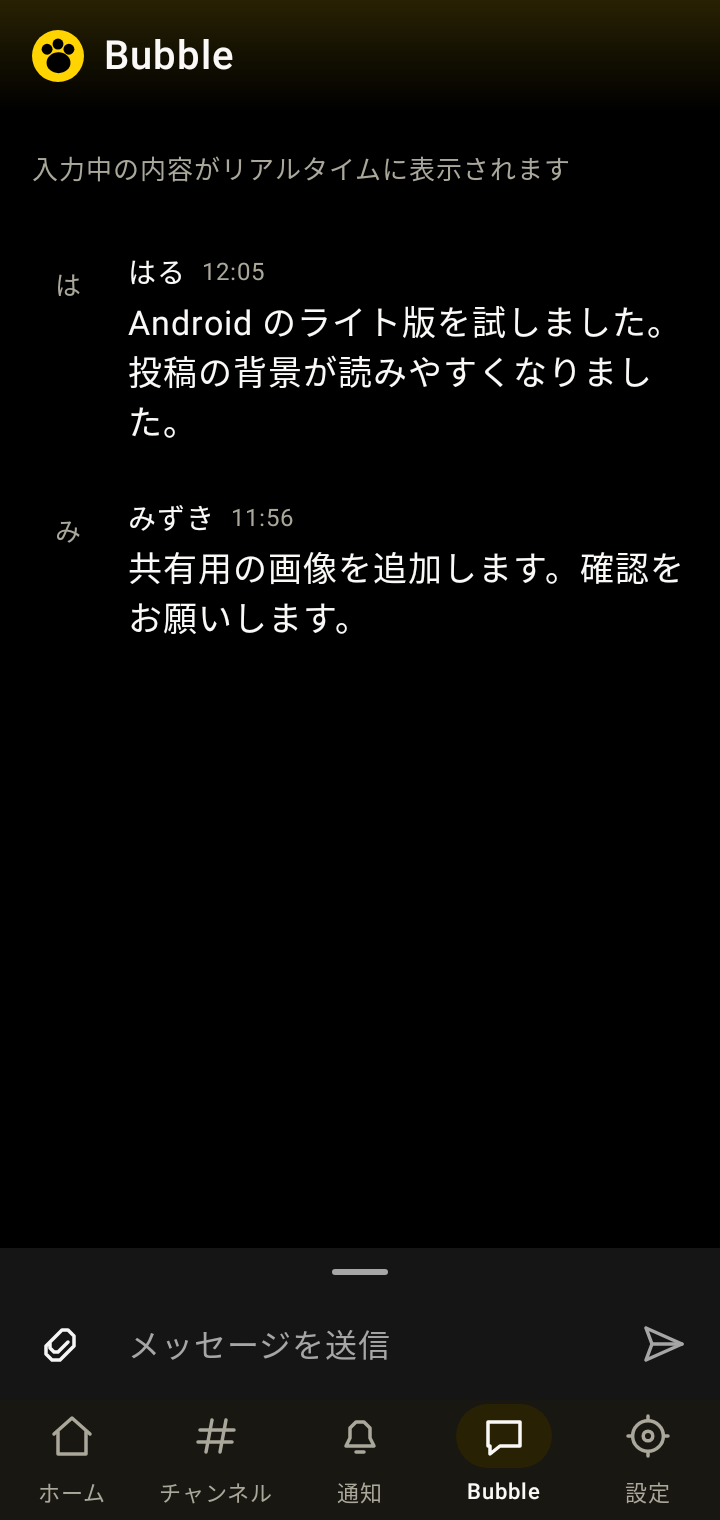 Bubble
入力中の内容がリアルタイムに表示されます
は
はる 12:05
Android のライト版を試しました。
投稿の背景が読みやすくなりまし
た。
み
みずき 11:56
共有用の画像を追加します。確認を
お願いします。
メッセージを送信
ホーム
チャンネル
通知
Bubble
設定